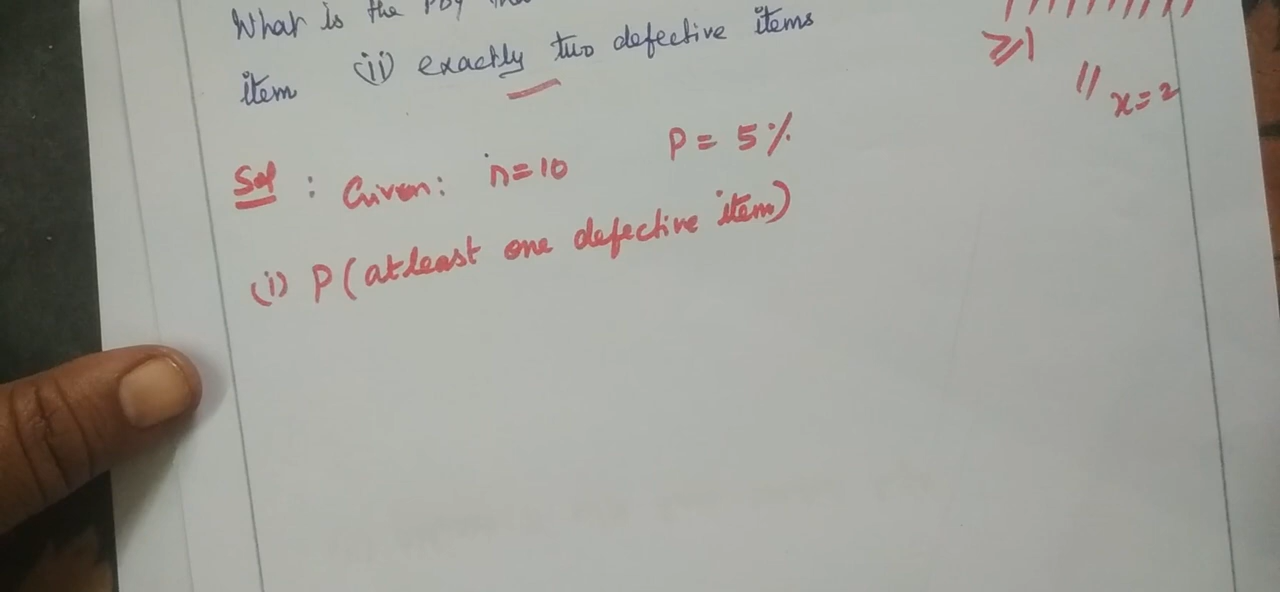 What is the
item (ii) exactly two defective items
≥1
x=2
Sol : Given: n=10 P = 5%
(i) P(atleast one defective item)